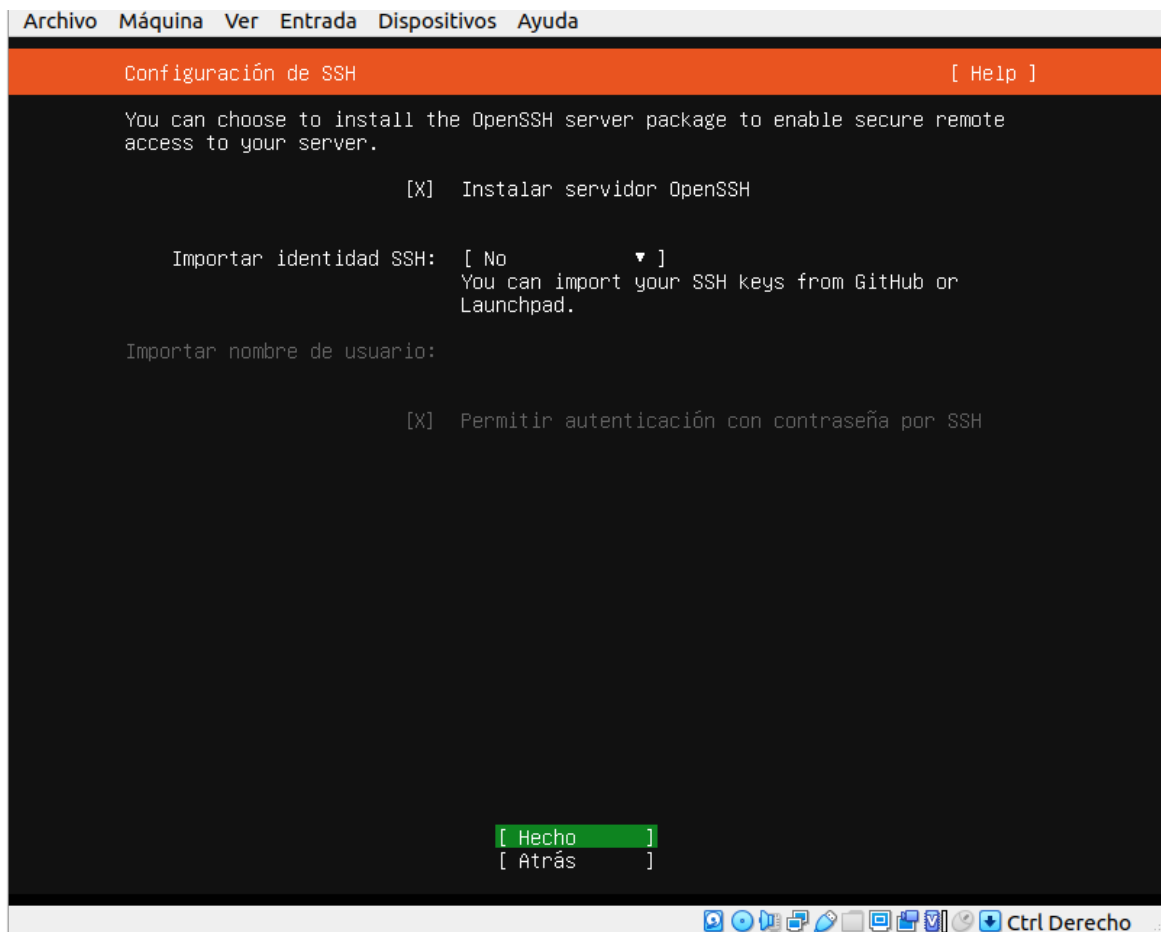 Archivo Máquina Ver Entrada Dispositivos Ayuda
Configuración de SSH [ Help ]
You can choose to install the OpenSSH server package to enable secure remote
access to your server.
[X] Instalar servidor OpenSSH
Importar identidad SSH: [ No ▾ ]
You can import your SSH keys from GitHub or
Launchpad.
Importar nombre de usuario:
[X] Permitir autenticación con contraseña por SSH
[ Hecho ]
[ Atrás ]
Ctrl Derecho